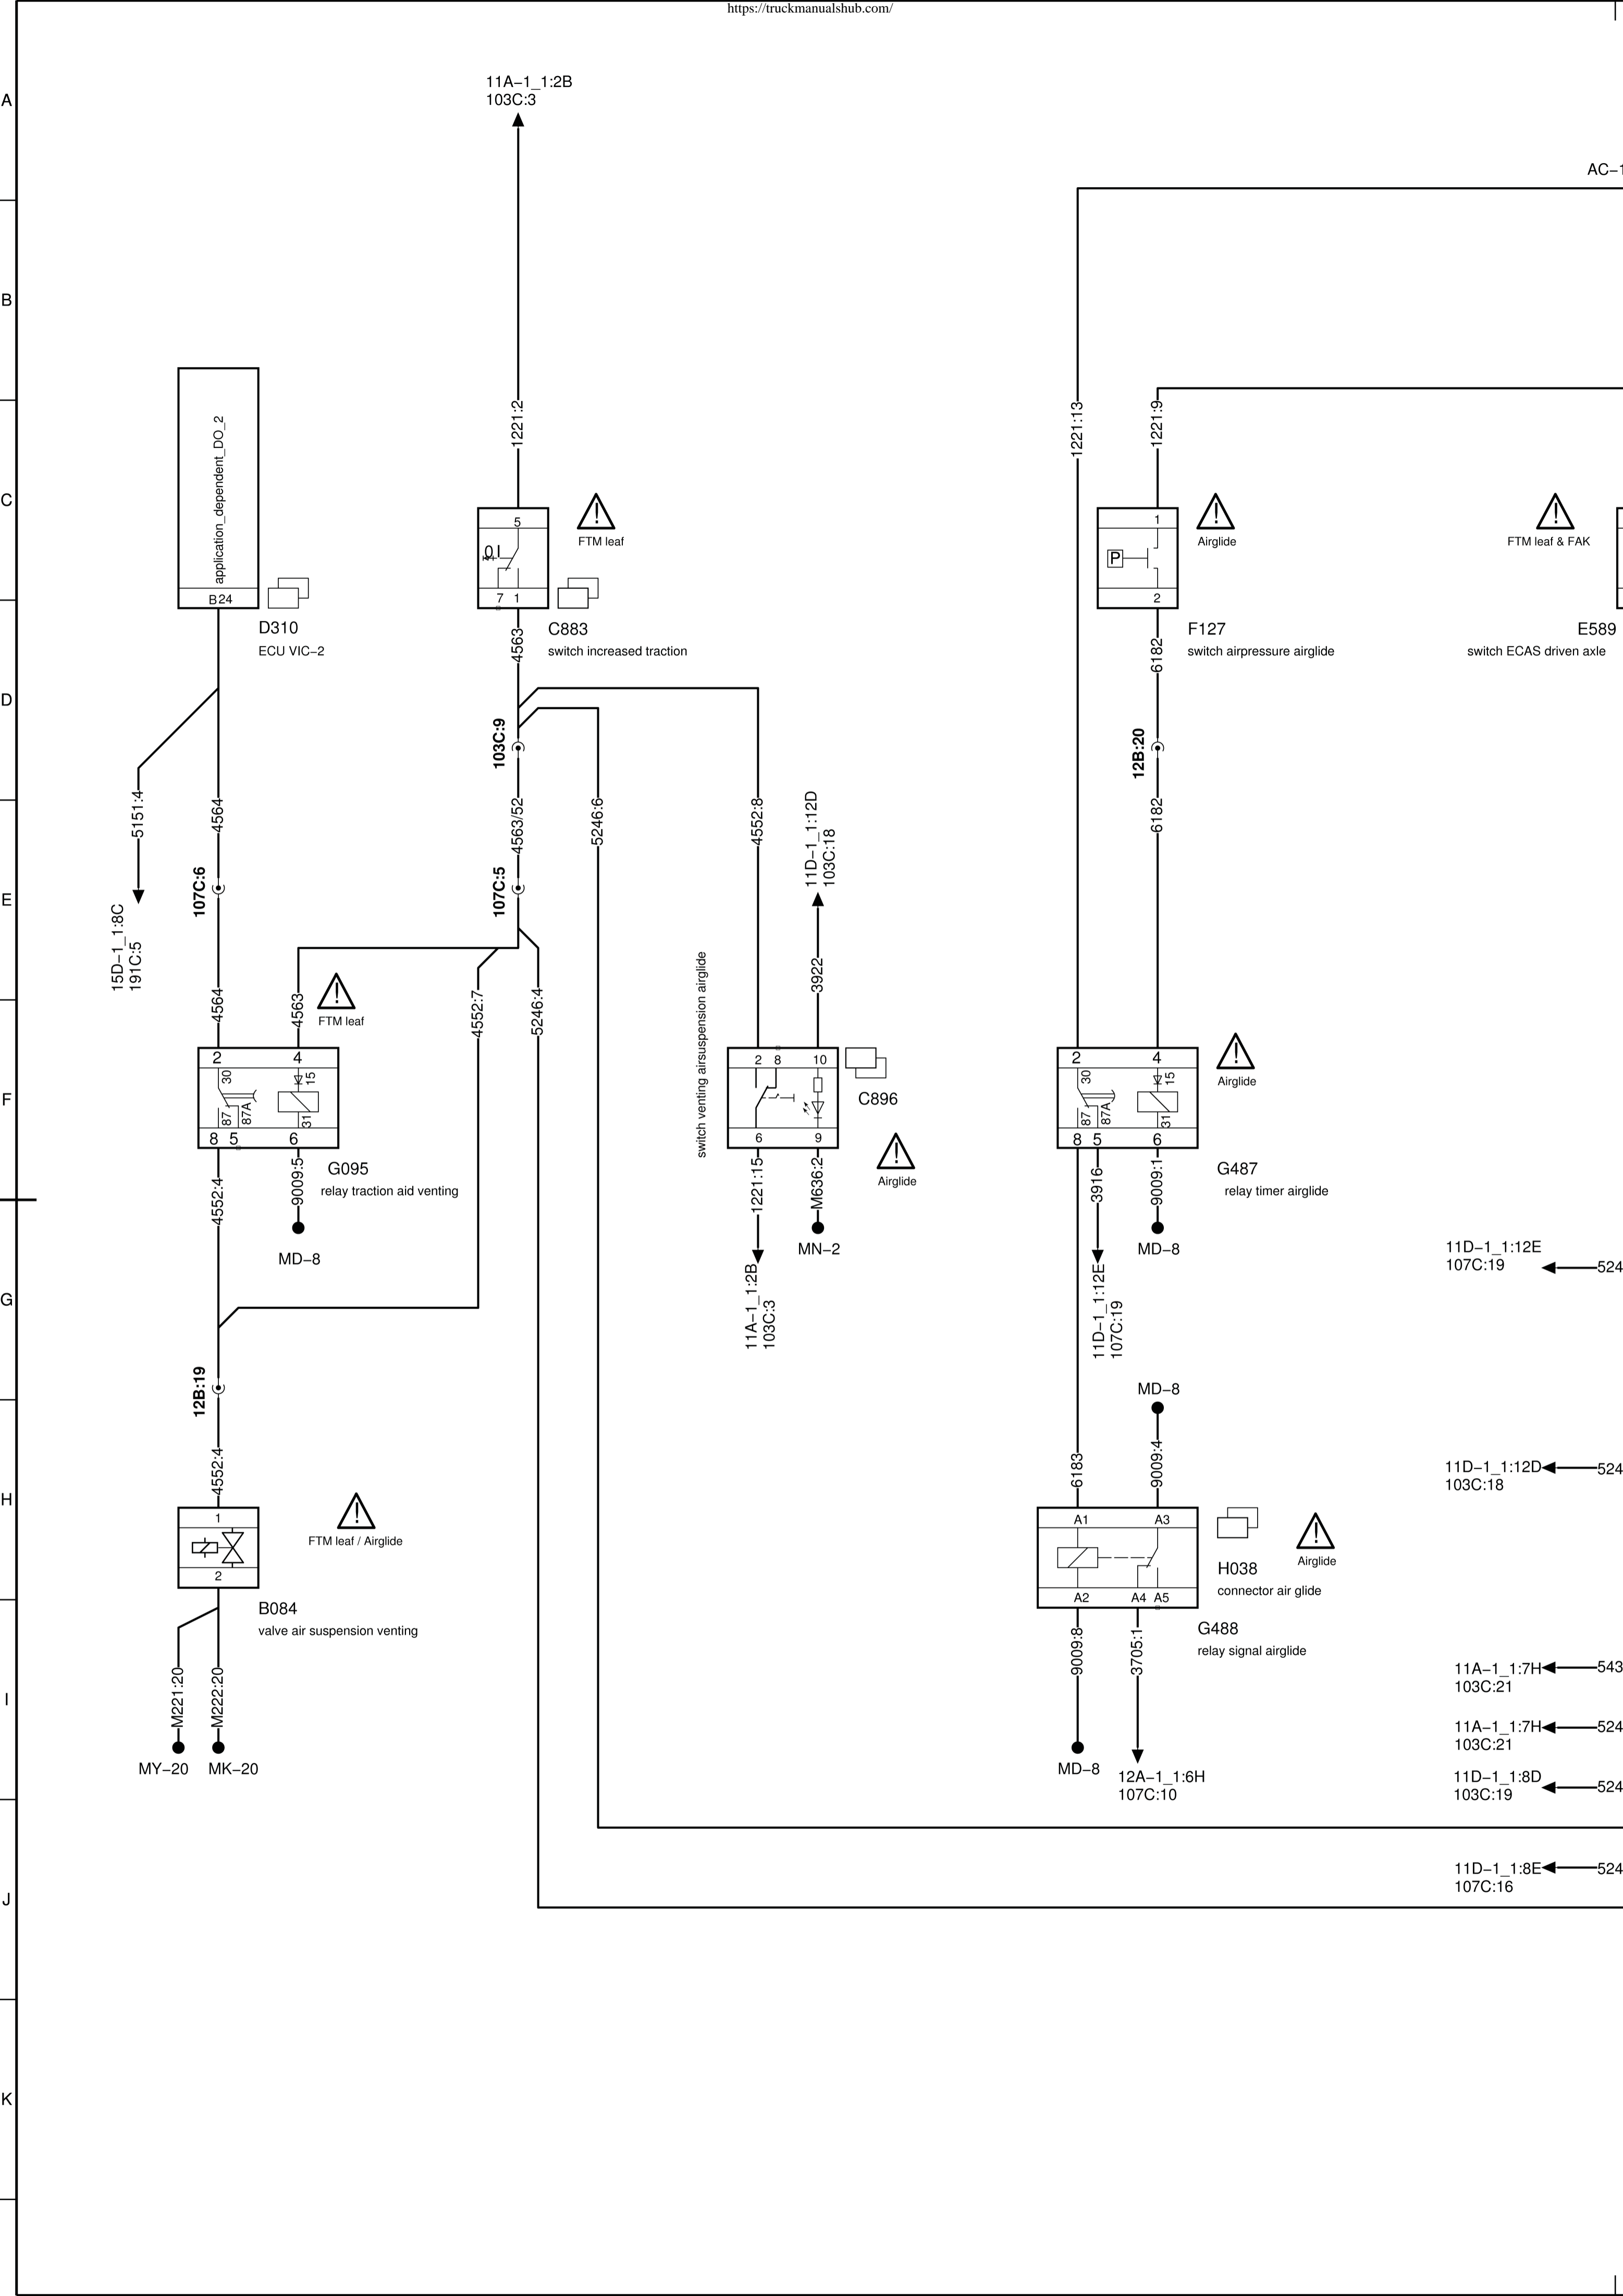 https://truckmanualshub.com/
A
B
C
D
E
F
G
H
I
J
K
11A–1_1:2B
103C:3
1221:2
AC–1
1221:13
1221:9
application_dependent_DO_2
B24
D310
ECU VIC–2
5
0 I
7 1
C883
switch increased traction
FTM leaf
1
P
2
F127
switch airpressure airglide
Airglide
FTM leaf & FAK
E589
switch ECAS driven axle
4563
103C:9
4563/52
107C:5
5246:6
4552:8
5151:4
15D–1_1:8C
191C:5
4564
107C:6
4564
4563
FTM leaf
4552:7
5246:4
11D–1_1:12D
103C:18
3922
6182
12B:20
6182
2 4
30
15
87
87A
31
8 5 6
G095
relay traction aid venting
4552:4
9009:5
MD–8
switch venting airsuspension airglide
2 8 10
6 9
C896
Airglide
1221:15
M636:2
MN–2
11A–1_1:2B
103C:3
2 4
30
15
87
87A
31
8 5 6
Airglide
G487
relay timer airglide
3916
9009:1
MD–8
11D–1_1:12E
107C:19
11D–1_1:12E
107C:19
524
12B:19
4552:4
1
2
FTM leaf / Airglide
B084
valve air suspension venting
M221:20
M222:20
MY–20
MK–20
MD–8
6183
9009:4
A1 A3
A2 A4 A5
H038
connector air glide
Airglide
G488
relay signal airglide
9009:8
3705:1
MD–8
12A–1_1:6H
107C:10
11D–1_1:12D
103C:18
524
11A–1_1:7H
103C:21
543
11A–1_1:7H
103C:21
524
11D–1_1:8D
103C:19
524
11D–1_1:8E
107C:16
524